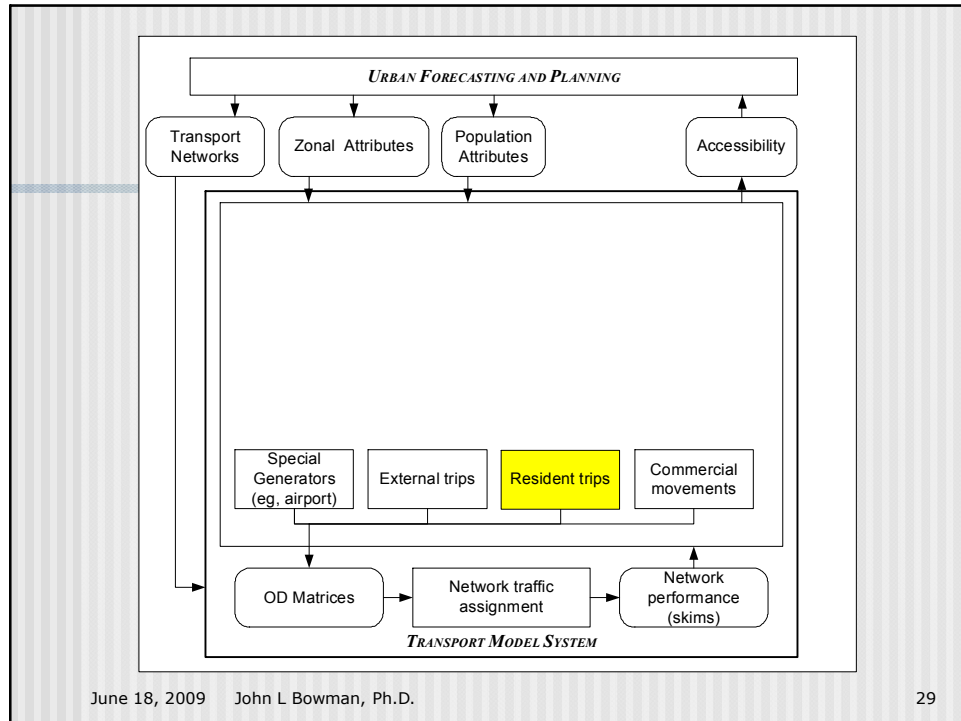 URBAN FORECASTING AND PLANNING
Transport
Networks
Zonal Attributes
Population
Attributes
Accessibility
Special
Generators
(eg, airport)
External trips
Resident trips
Commercial
movements
OD Matrices
Network traffic
assignment
Network
performance
(skims)
TRANSPORT MODEL SYSTEM
June 18, 2009 John L Bowman, Ph.D. 29